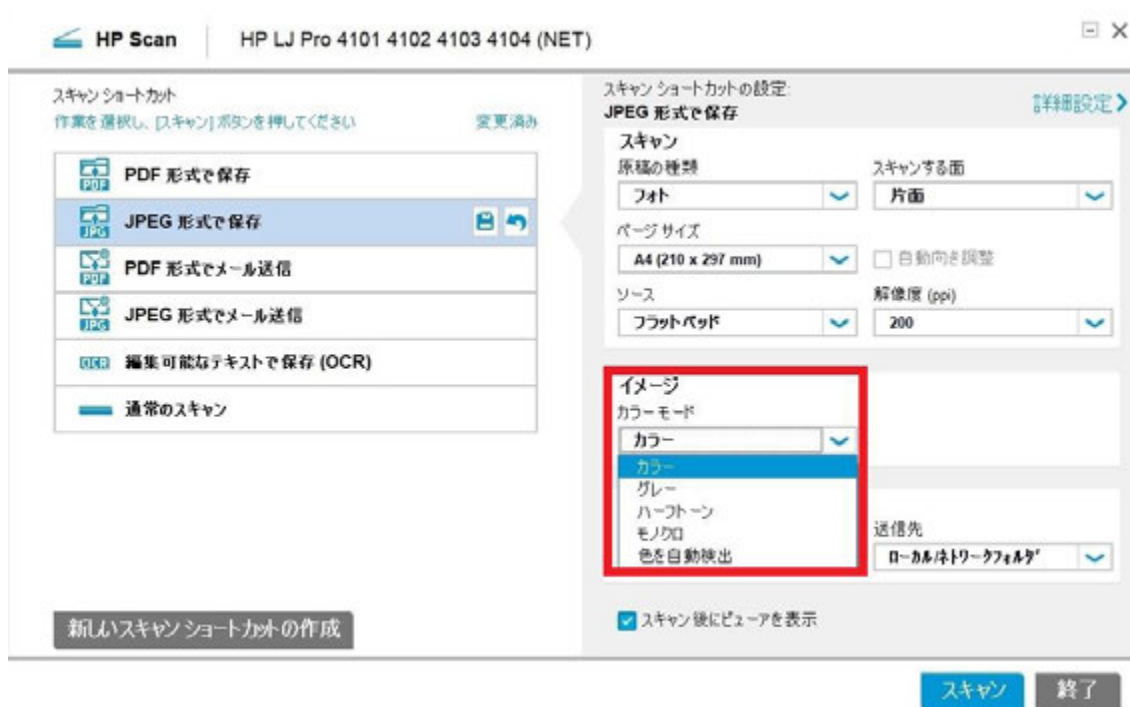 HP Scan
HP LJ Pro 4101 4102 4103 4104 (NET)
スキャン ショートカット
作業を選択し、[スキャン] ボタンを押してください
変更済み
PDF
PDF 形式で保存
JPG
JPEG 形式で保存
PDF
PDF 形式でメール送信
JPG
JPEG 形式でメール送信
OCR
編集可能なテキストで保存 (OCR)
通常のスキャン
新しいスキャン ショートカットの作成
スキャン ショートカットの設定:
JPEG 形式で保存
詳細設定
スキャン
原稿の種類
スキャンする面
フォト
片面
ページ サイズ
A4 (210 x 297 mm)
自動向き調整
ソース
解像度 (ppi)
フラットベッド
200
イメージ
カラー モード
カラー
カラー
グレー
ハーフトーン
モノクロ
色を自動検出
送信先
ローカル/ネットワークフォルダ
スキャン後にビューアを表示
スキャン
終了